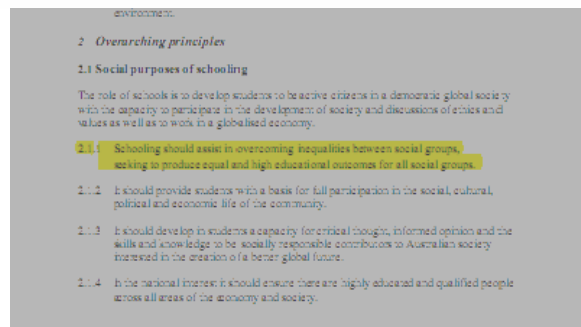 environment.
2 Overarching principles
2.1 Social purposes of schooling
The role of schools is to develop students to be active citizens in a democratic global society
with the capacity to participate in the development of society and discussions of ethics and
values as well as to work in a globalised economy.
2.1.1 Schooling should assist in overcoming inequalities between social groups,
seeking to produce equal and high educational outcomes for all social groups.
2.1.2 It should provide students with a basis for full participation in the social, cultural,
political and economic life of the community.
2.1.3 It should develop in students a capacity for critical thought, informed opinion and the
skills and knowledge to be socially responsible contributors to Australian society
interested in the creation of a better global future.
2.1.4 In the national interest it should ensure there are highly educated and qualified people
across all areas of the economy and society.